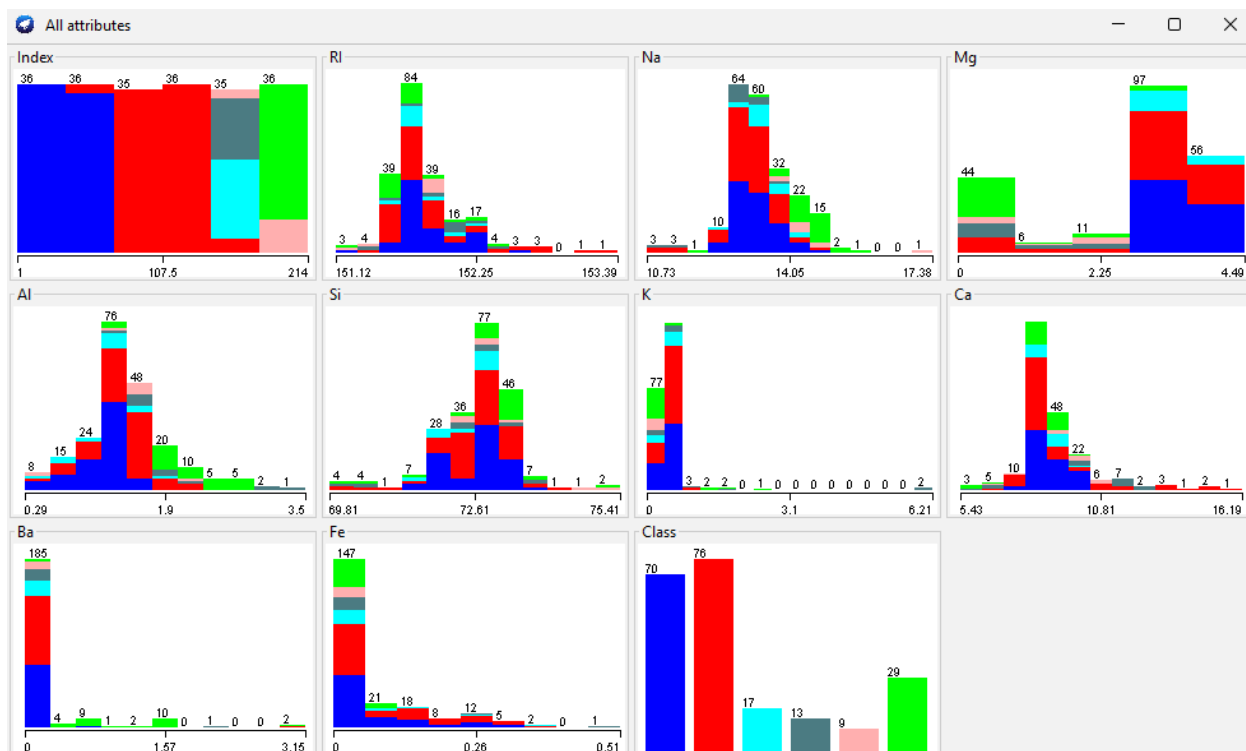 All attributes
Index
36 36 35 36 35 36
1 107.5 214
RI
3 4 39 84 39 16 17 4 3 3 0 1 1
151.12 152.25 153.39
Na
3 3 1 10 64 60 32 22 15 2 1 0 0 1
10.73 14.05 17.38
Mg
44 6 11 97 56
0 2.25 4.49
Al
8 15 24 76 48 20 10 5 5 2 1
0.29 1.9 3.5
Si
4 4 1 7 28 36 77 46 7 1 1 2
69.81 72.61 75.41
K
77 3 2 2 0 1 0 0 0 0 0 0 0 0 2
0 3.1 6.21
Ca
3 5 10 48 22 6 7 2 3 1 2 1
5.43 10.81 16.19
Ba
185 4 9 1 2 10 0 1 0 0 2
0 1.57 3.15
Fe
147 21 18 8 12 5 2 0 1
0 0.26 0.51
Class
70 76 17 13 9 29